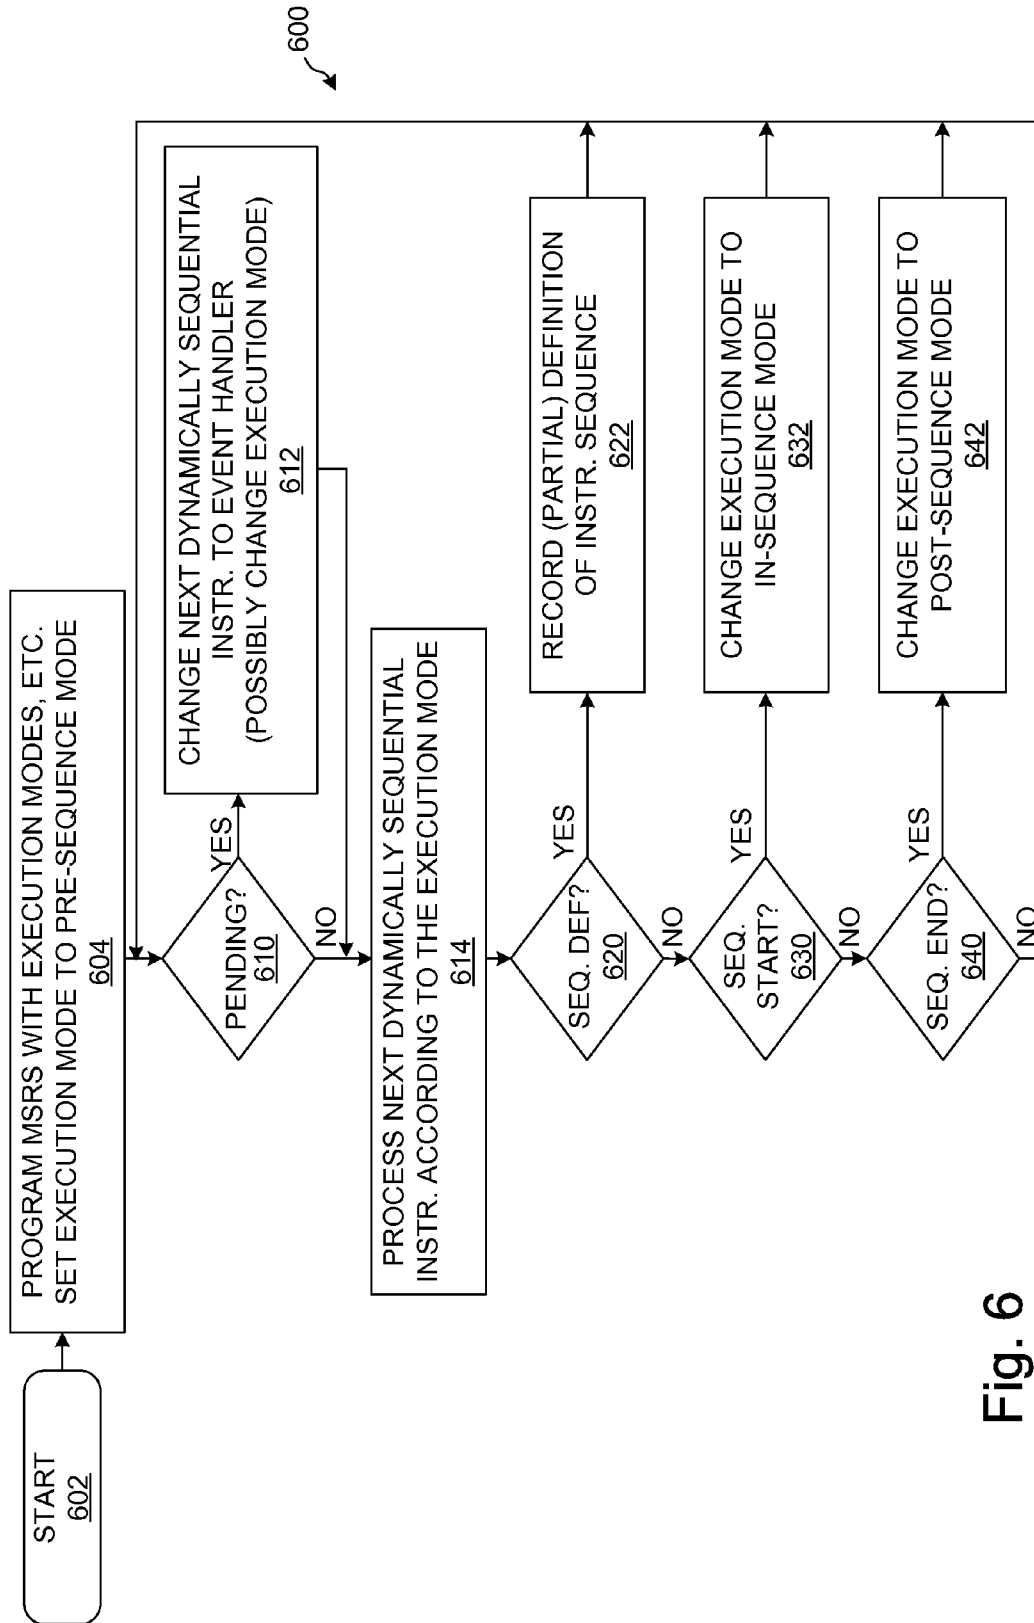 600
START
602
PROGRAM MSRS WITH EXECUTION MODES, ETC.
SET EXECUTION MODE TO PRE-SEQUENCE MODE
604
PENDING?
610
YES
NO
CHANGE NEXT DYNAMICALLY SEQUENTIAL
INSTR. TO EVENT HANDLER
(POSSIBLY CHANGE EXECUTION MODE)
612
PROCESS NEXT DYNAMICALLY SEQUENTIAL
INSTR. ACCORDING TO THE EXECUTION MODE
614
SEQ. DEF?
620
YES
NO
RECORD (PARTIAL) DEFINITION
OF INSTR. SEQUENCE
622
SEQ.
START?
630
YES
NO
CHANGE EXECUTION MODE TO
IN-SEQUENCE MODE
632
SEQ. END?
640
YES
NO
CHANGE EXECUTION MODE TO
POST-SEQUENCE MODE
642
Fig. 6